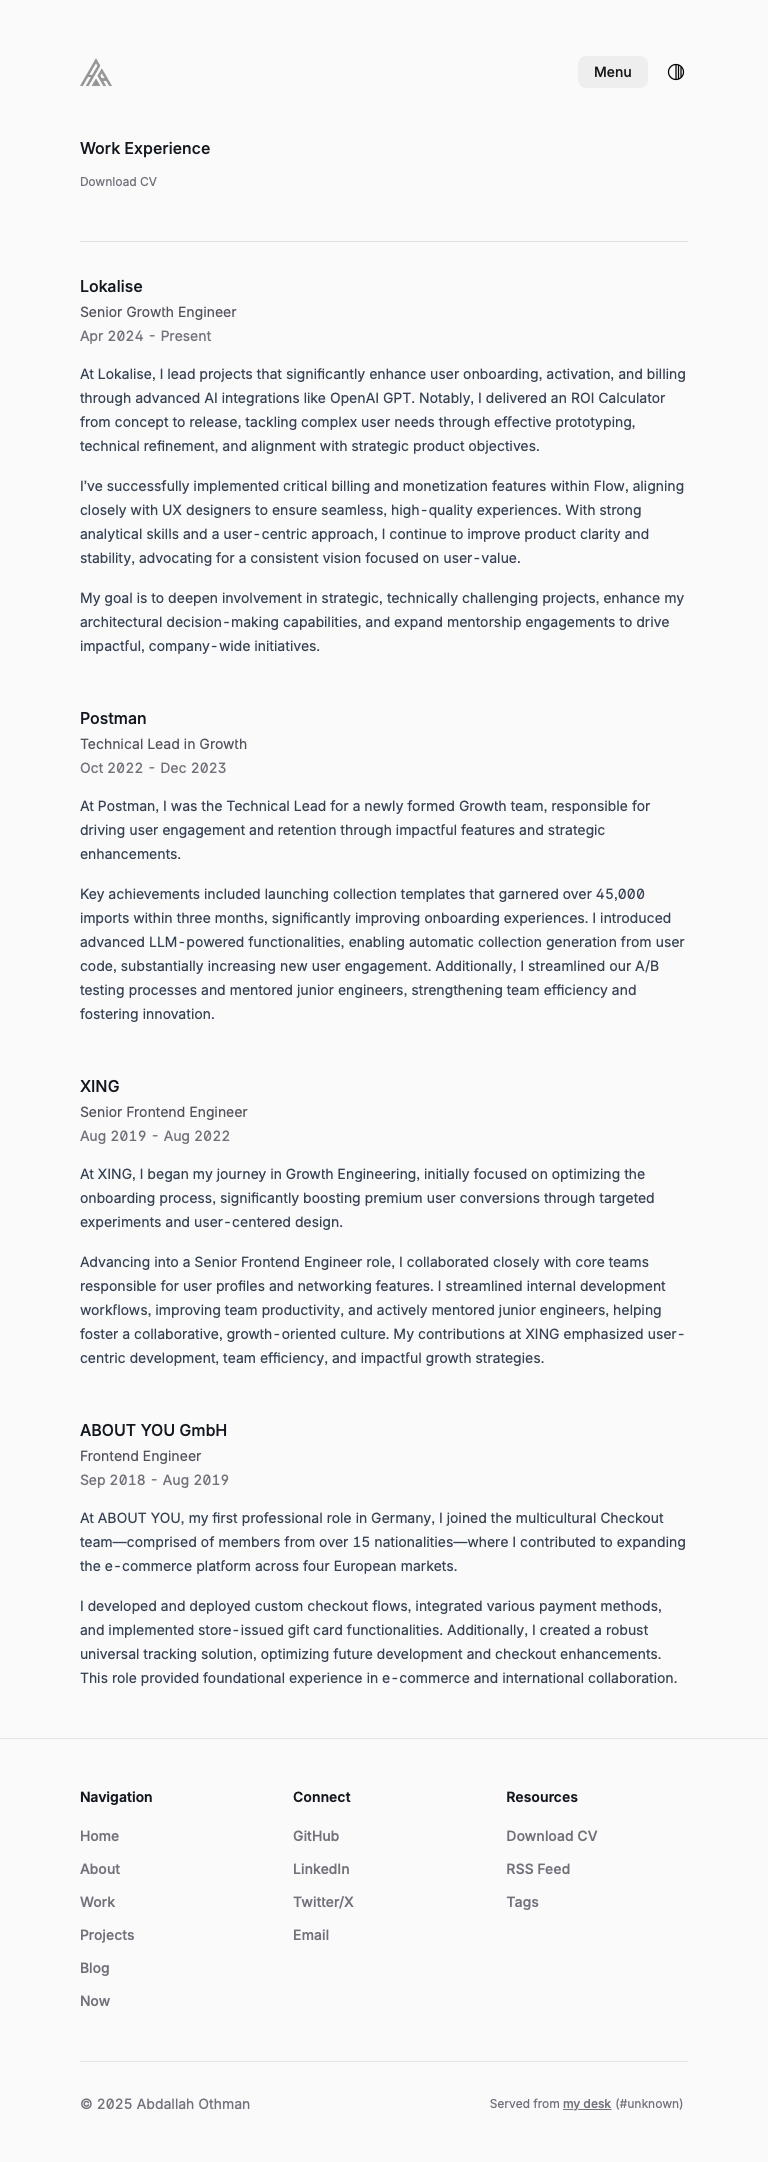 Menu
Work Experience
Download CV
Lokalise
Senior Growth Engineer
Apr 2024 - Present
At Lokalise, I lead projects that significantly enhance user onboarding, activation, and billing
through advanced AI integrations like OpenAI GPT. Notably, I delivered an ROI Calculator
from concept to release, tackling complex user needs through effective prototyping,
technical refinement, and alignment with strategic product objectives.
I've successfully implemented critical billing and monetization features within Flow, aligning
closely with UX designers to ensure seamless, high-quality experiences. With strong
analytical skills and a user-centric approach, I continue to improve product clarity and
stability, advocating for a consistent vision focused on user-value.
My goal is to deepen involvement in strategic, technically challenging projects, enhance my
architectural decision-making capabilities, and expand mentorship engagements to drive
impactful, company-wide initiatives.
Postman
Technical Lead in Growth
Oct 2022 - Dec 2023
At Postman, I was the Technical Lead for a newly formed Growth team, responsible for
driving user engagement and retention through impactful features and strategic
enhancements.
Key achievements included launching collection templates that garnered over 45,000
imports within three months, significantly improving onboarding experiences. I introduced
advanced LLM-powered functionalities, enabling automatic collection generation from user
code, substantially increasing new user engagement. Additionally, I streamlined our A/B
testing processes and mentored junior engineers, strengthening team efficiency and
fostering innovation.
XING
Senior Frontend Engineer
Aug 2019 - Aug 2022
At XING, I began my journey in Growth Engineering, initially focused on optimizing the
onboarding process, significantly boosting premium user conversions through targeted
experiments and user-centered design.
Advancing into a Senior Frontend Engineer role, I collaborated closely with core teams
responsible for user profiles and networking features. I streamlined internal development
workflows, improving team productivity, and actively mentored junior engineers, helping
foster a collaborative, growth-oriented culture. My contributions at XING emphasized user-
centric development, team efficiency, and impactful growth strategies.
ABOUT YOU GmbH
Frontend Engineer
Sep 2018 - Aug 2019
At ABOUT YOU, my first professional role in Germany, I joined the multicultural Checkout
team—comprised of members from over 15 nationalities—where I contributed to expanding
the e-commerce platform across four European markets.
I developed and deployed custom checkout flows, integrated various payment methods,
and implemented store-issued gift card functionalities. Additionally, I created a robust
universal tracking solution, optimizing future development and checkout enhancements.
This role provided foundational experience in e-commerce and international collaboration.
Navigation
Home
About
Work
Projects
Blog
Now
Connect
GitHub
LinkedIn
Twitter/X
Email
Resources
Download CV
RSS Feed
Tags
© 2025 Abdallah Othman
Served from my desk (#unknown)